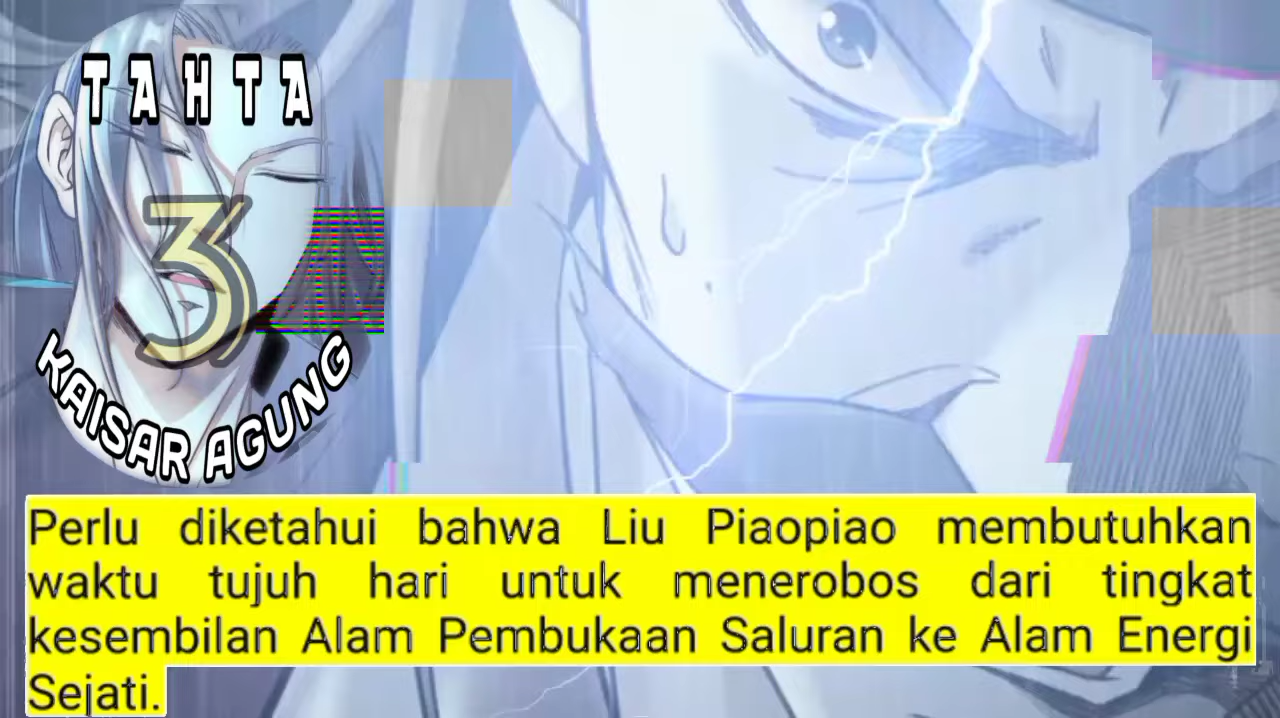 TAHTA
3
KAISAR AGUNG
Perlu diketahui bahwa Liu Piaopiao membutuhkan
waktu tujuh hari untuk menerobos dari tingkat
kesembilan Alam Pembukaan Saluran ke Alam Energi
Sejati.